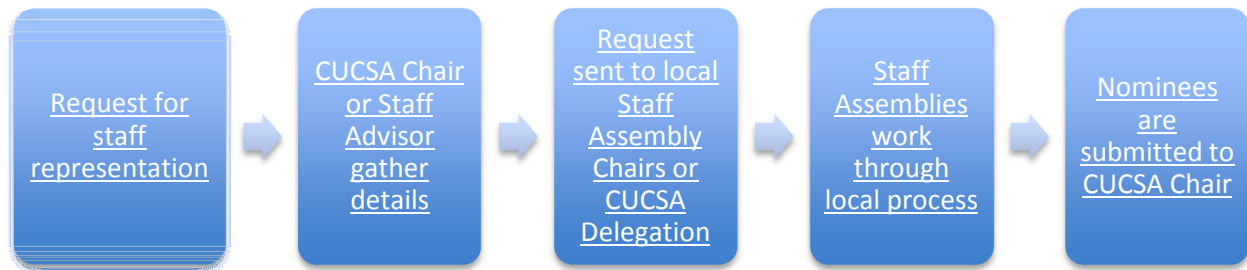 Request for
staff
representation
CUCSA Chair
or Staff
Advisor
gather
details
Request
sent to local
Staff
Assembly
Chairs or
CUCSA
Delegation
Staff
Assemblies
work
through
local process
Nominees
are
submitted to
CUCSA Chair